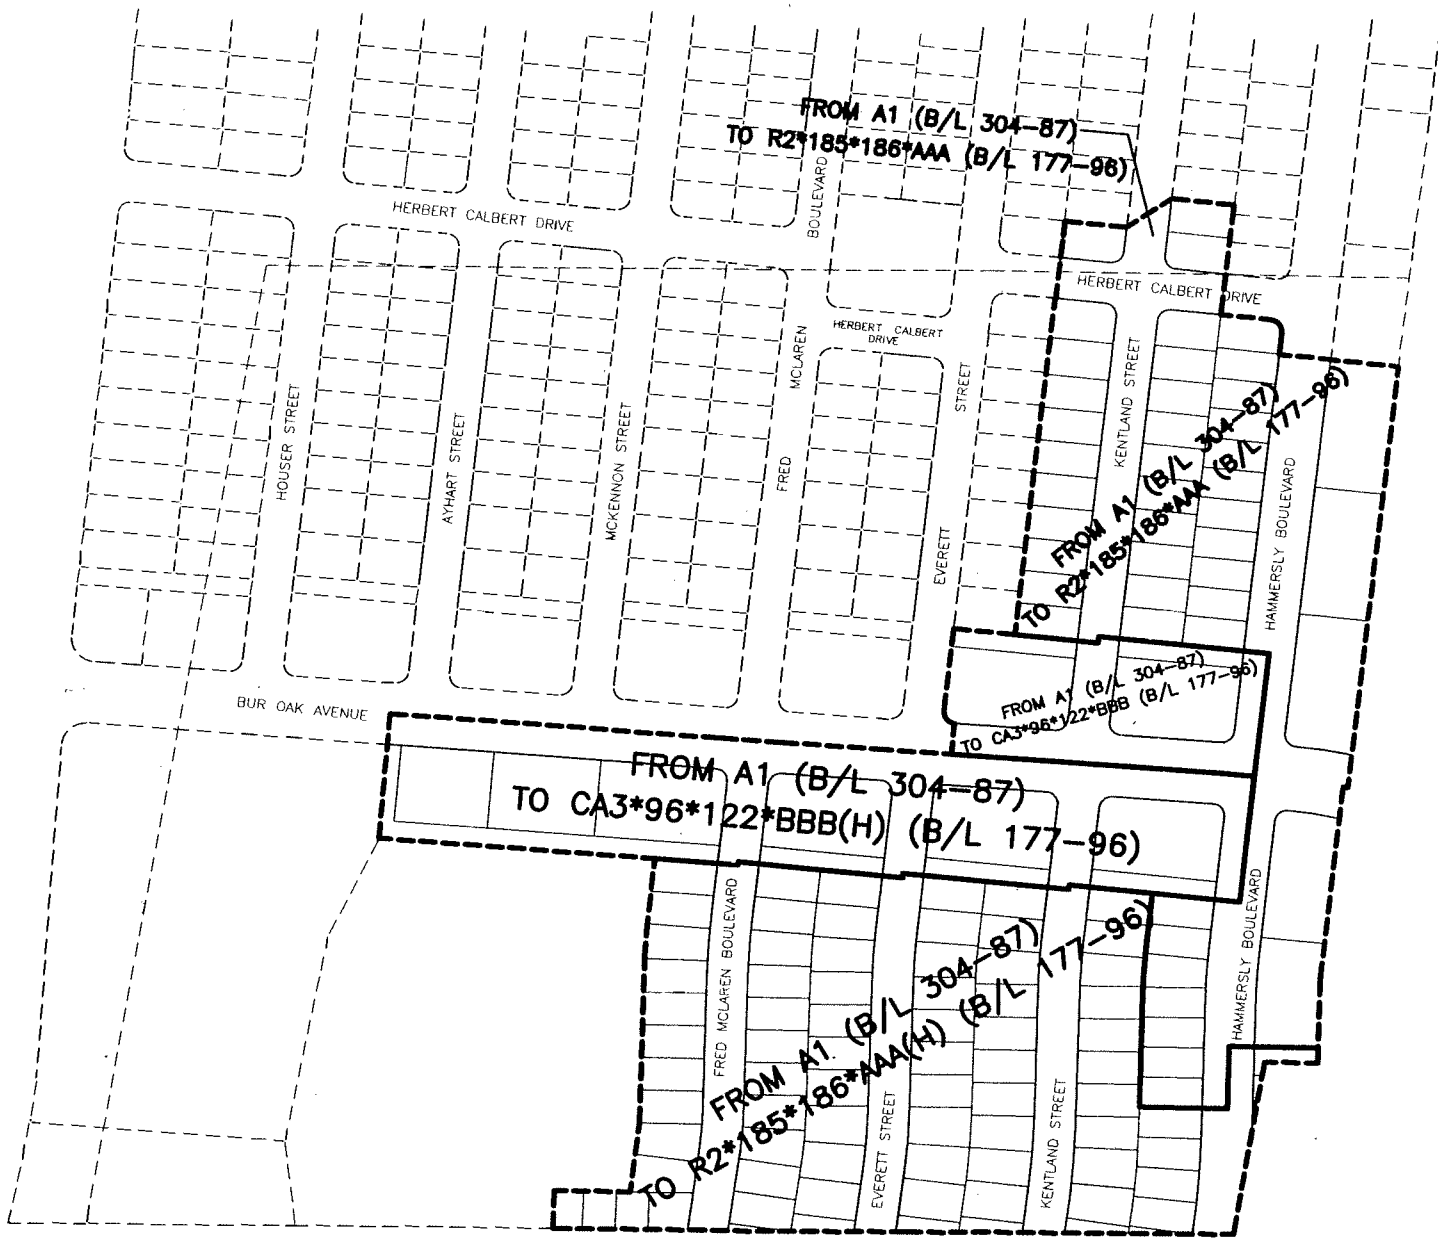 FROM A1 (B/L 304-87)
TO R2*185*186*AAA (B/L 177-96)
HERBERT CALBERT DRIVE
BOULEVARD
HERBERT CALBERT DRIVE
HERBERT CALBERT
DRIVE
MCLAREN
FRED
STREET
EVERETT
KENTLAND STREET
HOUSER STREET
AYHART STREET
MCKENNON STREET
HAMMERSLY BOULEVARD
FROM A1 (B/L 304-87)
TO R2*185*186*AAA (B/L 177-96)
FROM A1 (B/L 304-87)
TO CA3*96*122*BBB (B/L 177-96)
BUR OAK AVENUE
FROM A1 (B/L 304-87)
TO CA3*96*122*BBB(H) (B/L 177-96)
FRED MCLAREN BOULEVARD
HAMMERSLY BOULEVARD
FROM A1 (B/L 304-87)
TO R2*185*186*AAA(H) (B/L 177-96)
EVERETT STREET
KENTLAND STREET